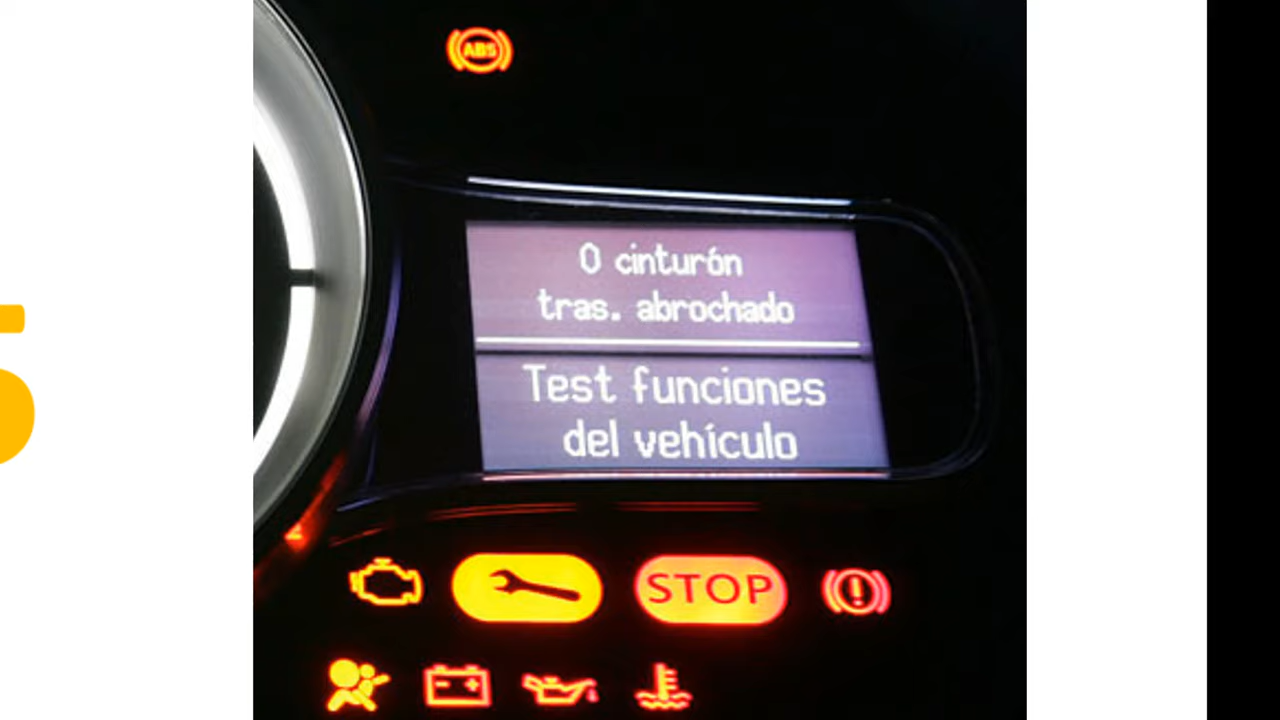 ABS
0 cinturón
tras. abrochado
Test funciones
del vehículo
STOP